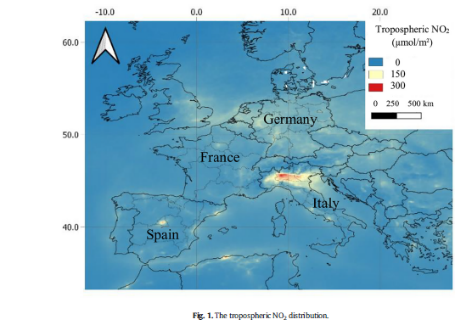 -10.0 0.0 10.0 20.0
Tropospheric NO₂
(μmol/m²)
60.0
0
150
300
0 250 500 km
50.0
Germany
France
Italy
40.0
Spain
Fig. 1. The tropospheric NO₂ distribution.